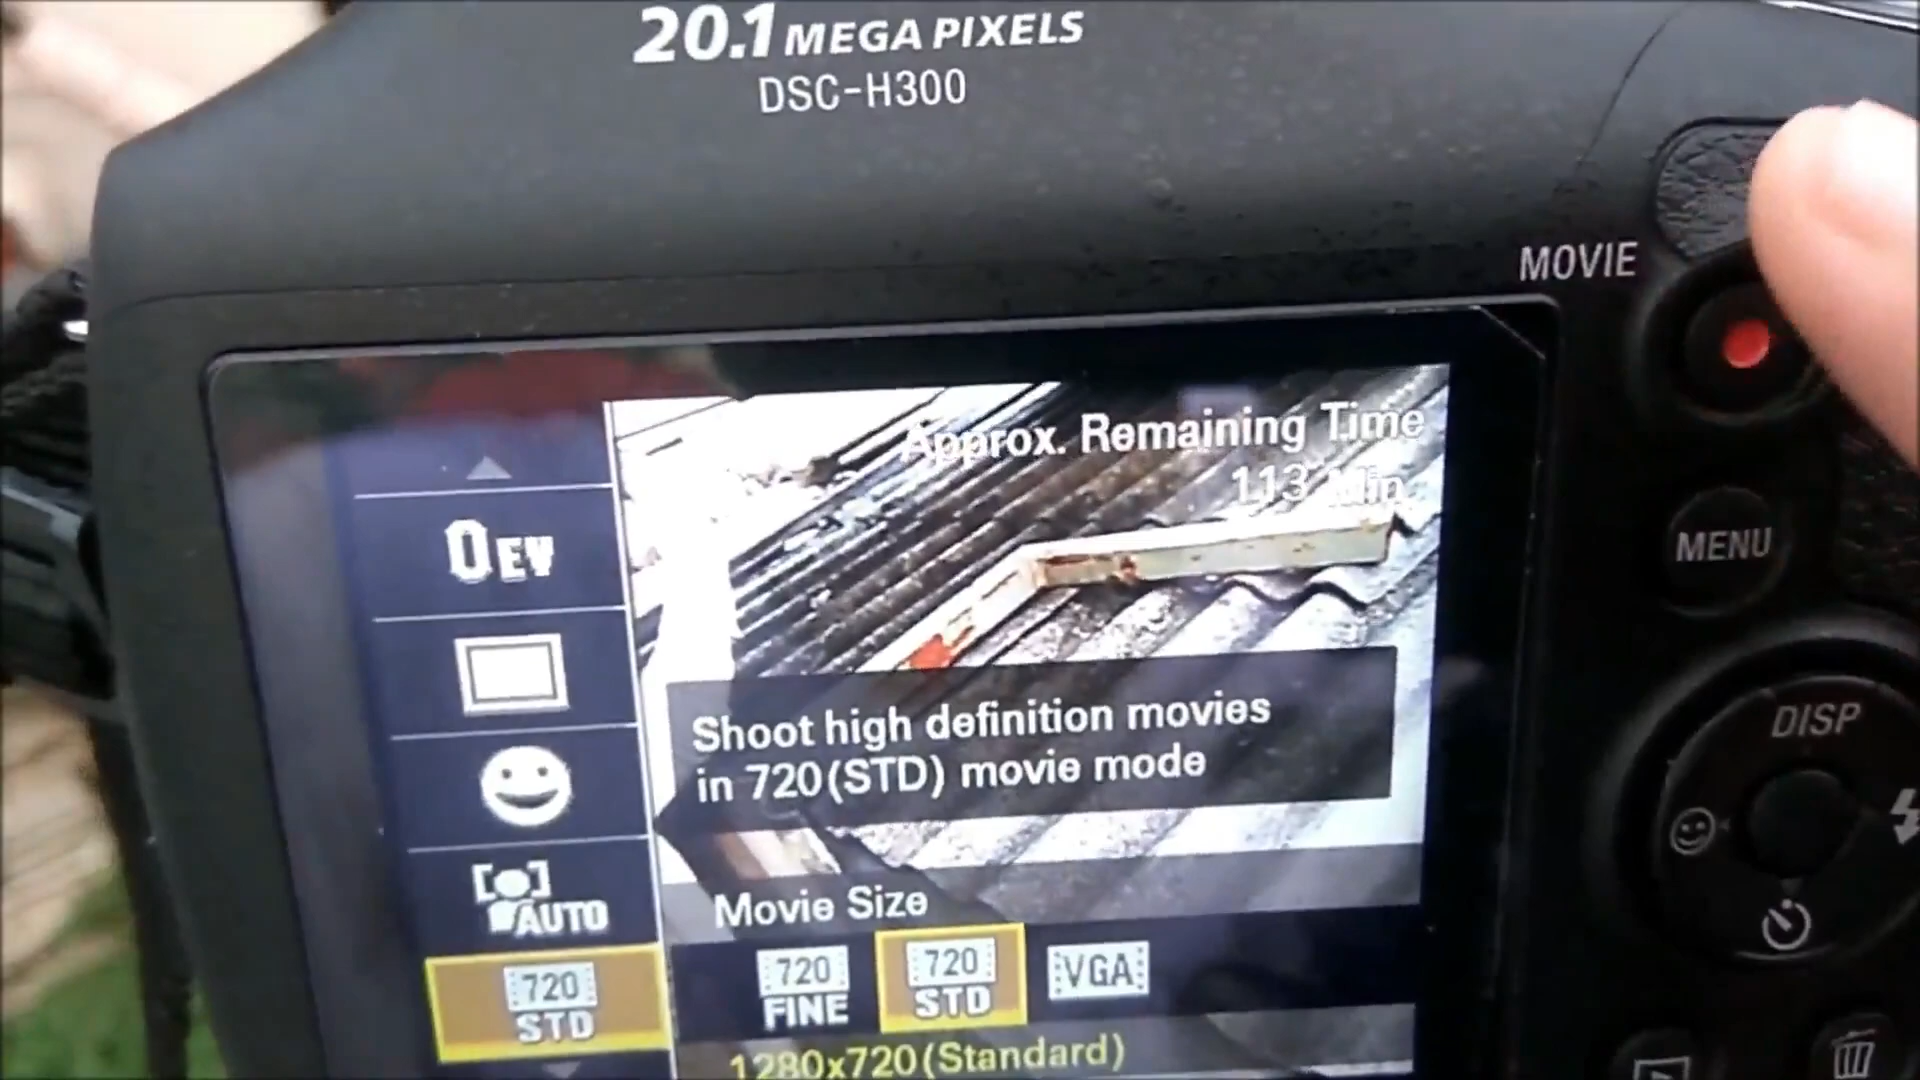 20.1 MEGA PIXELS
DSC-H300
MOVIE
Approx. Remaining Time
113 Min.
0EV
MENU
DISP
Shoot high definition movies
in 720(STD) movie mode
AUTO
Movie Size
720 FINE
720 STD
VGA
720 STD
1280x720(Standard)